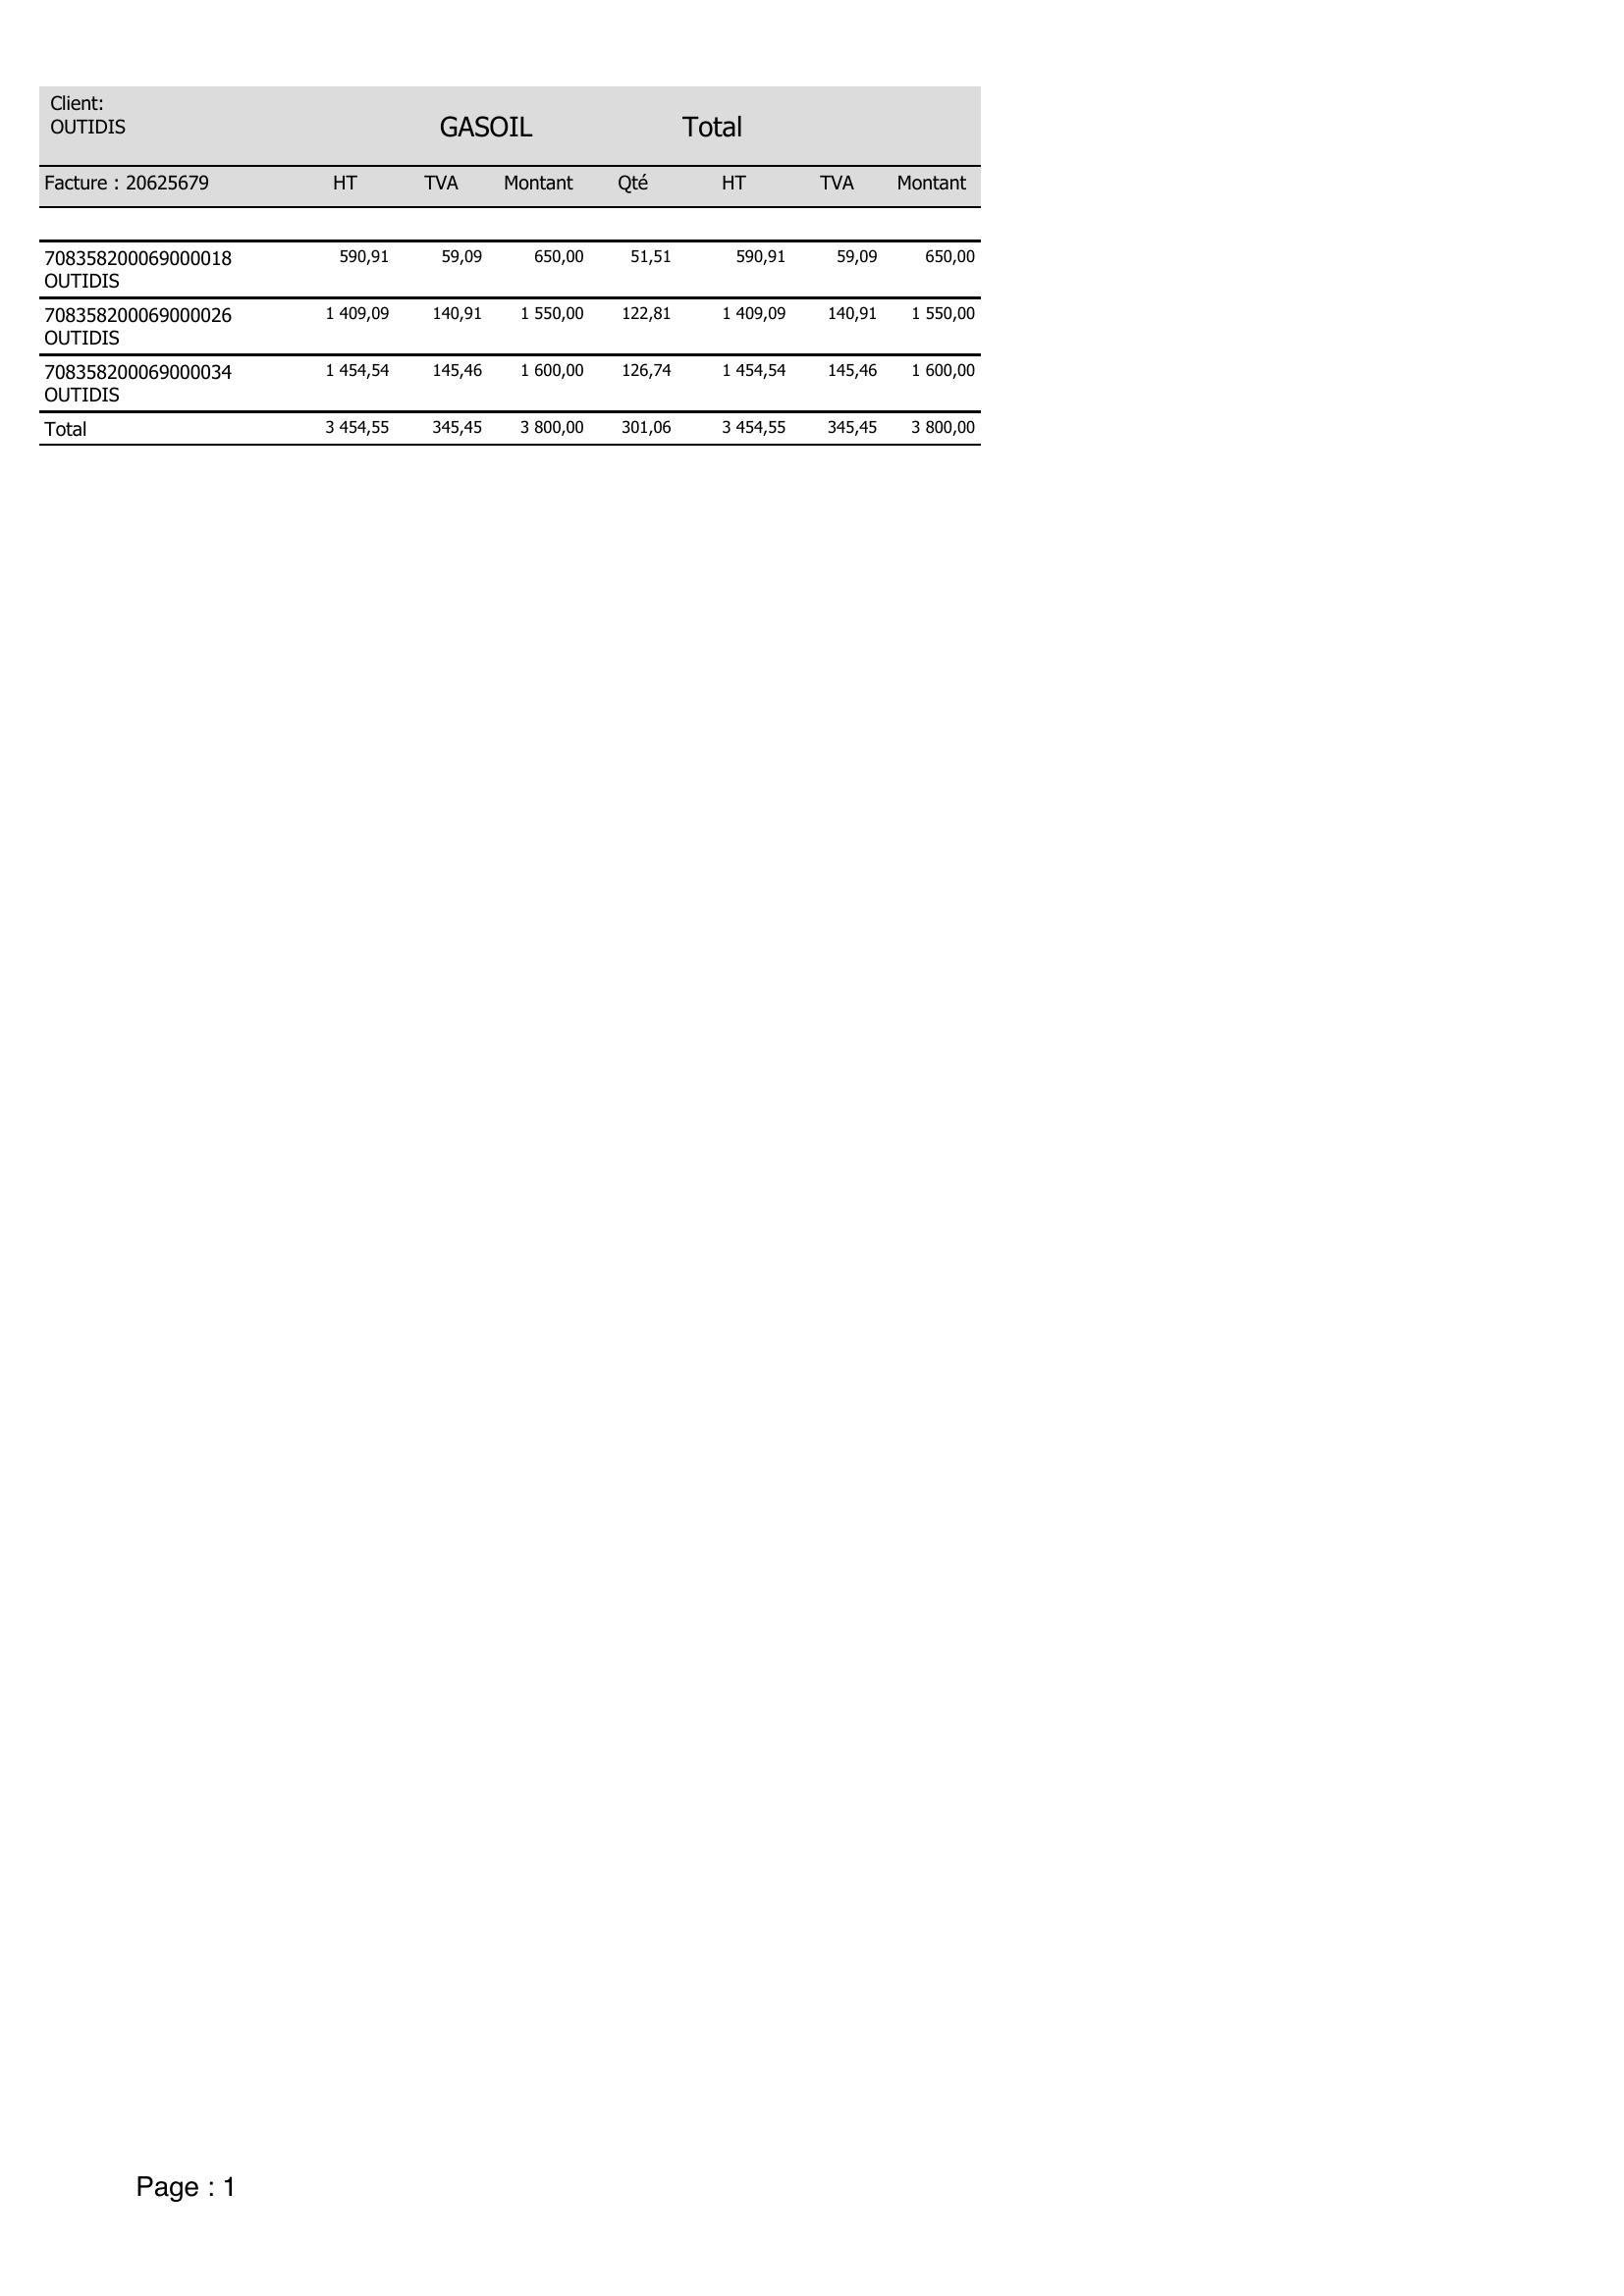 Client:
OUTIDIS GASOIL Total
Facture : 20625679 HT TVA Montant Qté HT TVA Montant
708358200069000018 590,91 59,09 650,00 51,51 590,91 59,09 650,00
OUTIDIS
708358200069000026 1 409,09 140,91 1 550,00 122,81 1 409,09 140,91 1 550,00
OUTIDIS
708358200069000034 1 454,54 145,46 1 600,00 126,74 1 454,54 145,46 1 600,00
OUTIDIS
Total 3 454,55 345,45 3 800,00 301,06 3 454,55 345,45 3 800,00
Page : 1